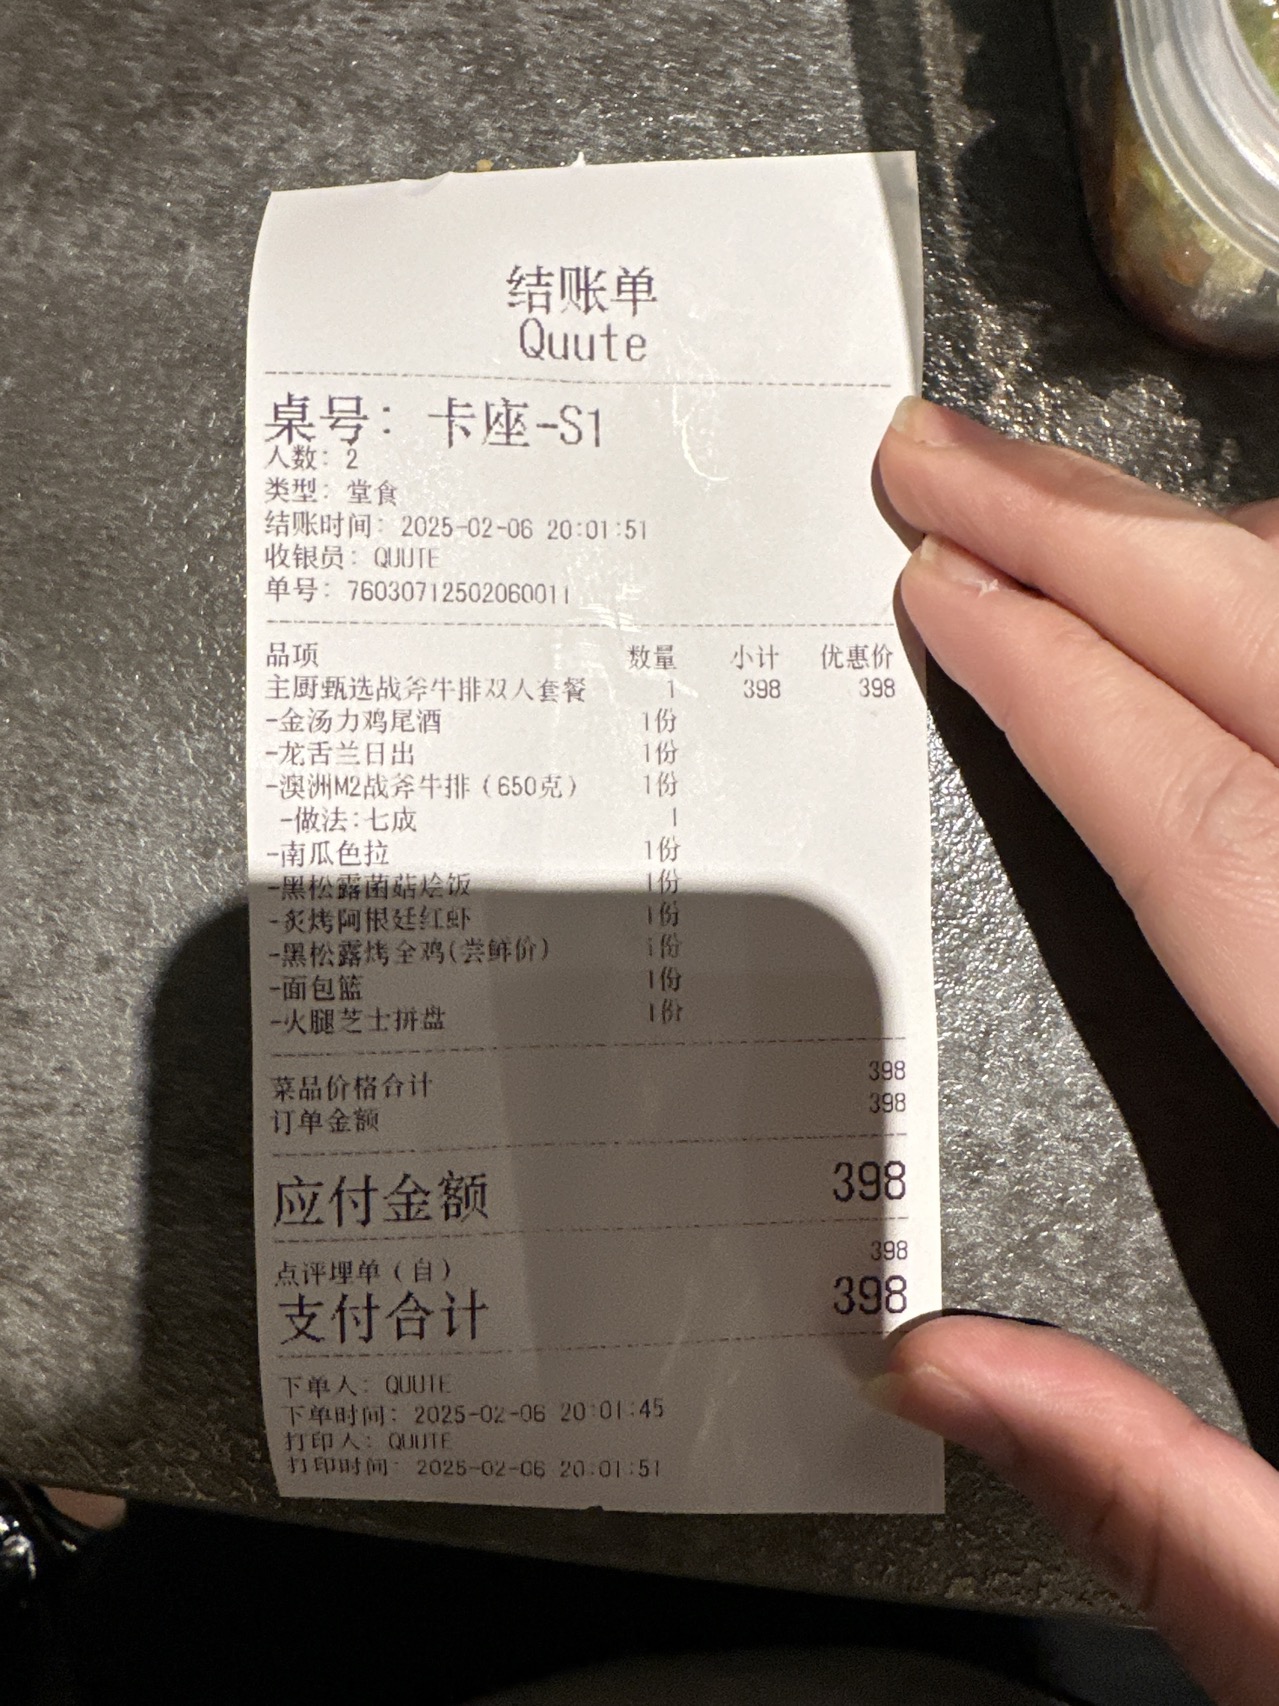 结账单
Quute
桌号: 卡座-S1
人数: 2
类型: 堂食
结账时间: 2025-02-06 20:01:51
收银员: QUUTE
单号: 76030712502060011
品项 数量 小计 优惠价
主厨甄选战斧牛排双人套餐 1 398 398
-金汤力鸡尾酒 1份
-龙舌兰日出 1份
-澳洲M2战斧牛排(650克) 1份
-做法:七成 1
-南瓜色拉 1份
-黑松露菌菇烩饭 1份
-炙烤阿根廷红虾 1份
-黑松露烤全鸡(尝鲜价) 1份
-面包篮 1份
-火腿芝士拼盘 1份
菜品价格合计 398
订单金额 398
应付金额 398
点评埋单(自) 398
支付合计 398
下单人: QUUTE
下单时间: 2025-02-06 20:01:45
打印人: QUUTE
打印时间: 2025-02-06 20:01:51